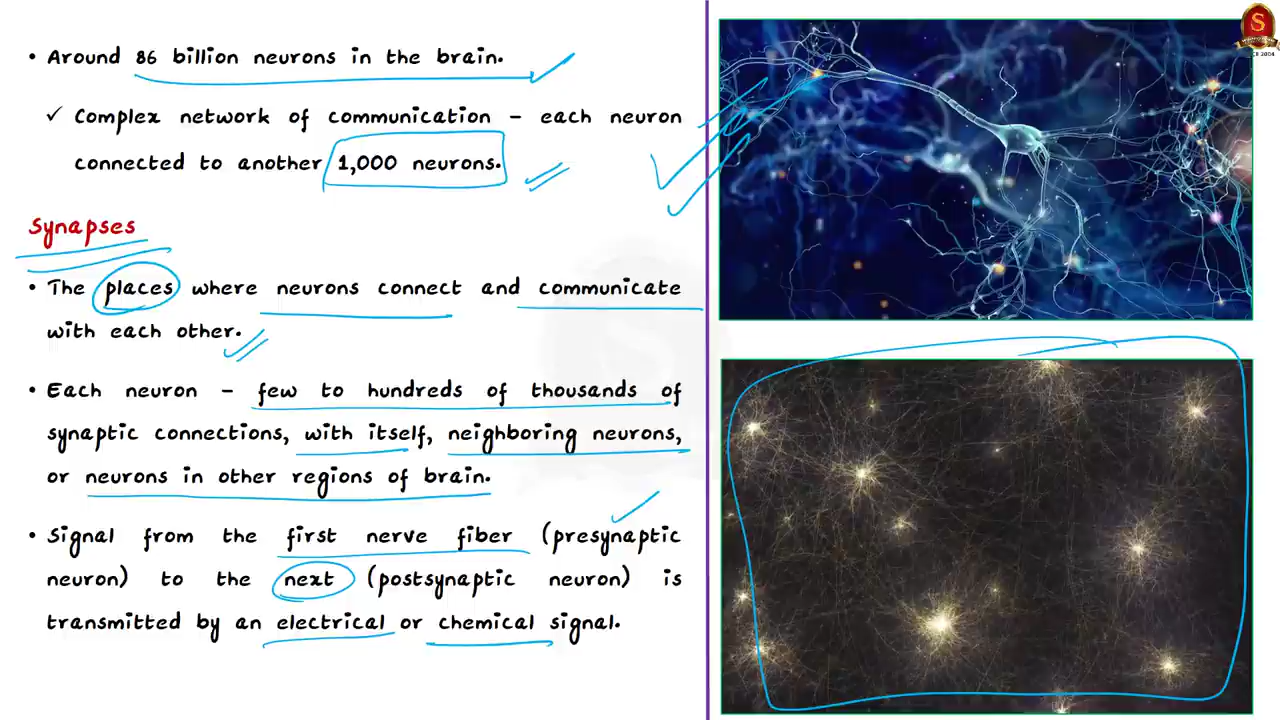 • Around 86 billion neurons in the brain.
✓ Complex network of communication – each neuron
connected to another 1,000 neurons.
Synapses
• The places where neurons connect and communicate
with each other.
• Each neuron – few to hundreds of thousands of
synaptic connections, with itself, neighboring neurons,
or neurons in other regions of brain.
• Signal from the first nerve fiber (presynaptic
neuron) to the next (postsynaptic neuron) is
transmitted by an electrical or chemical signal.